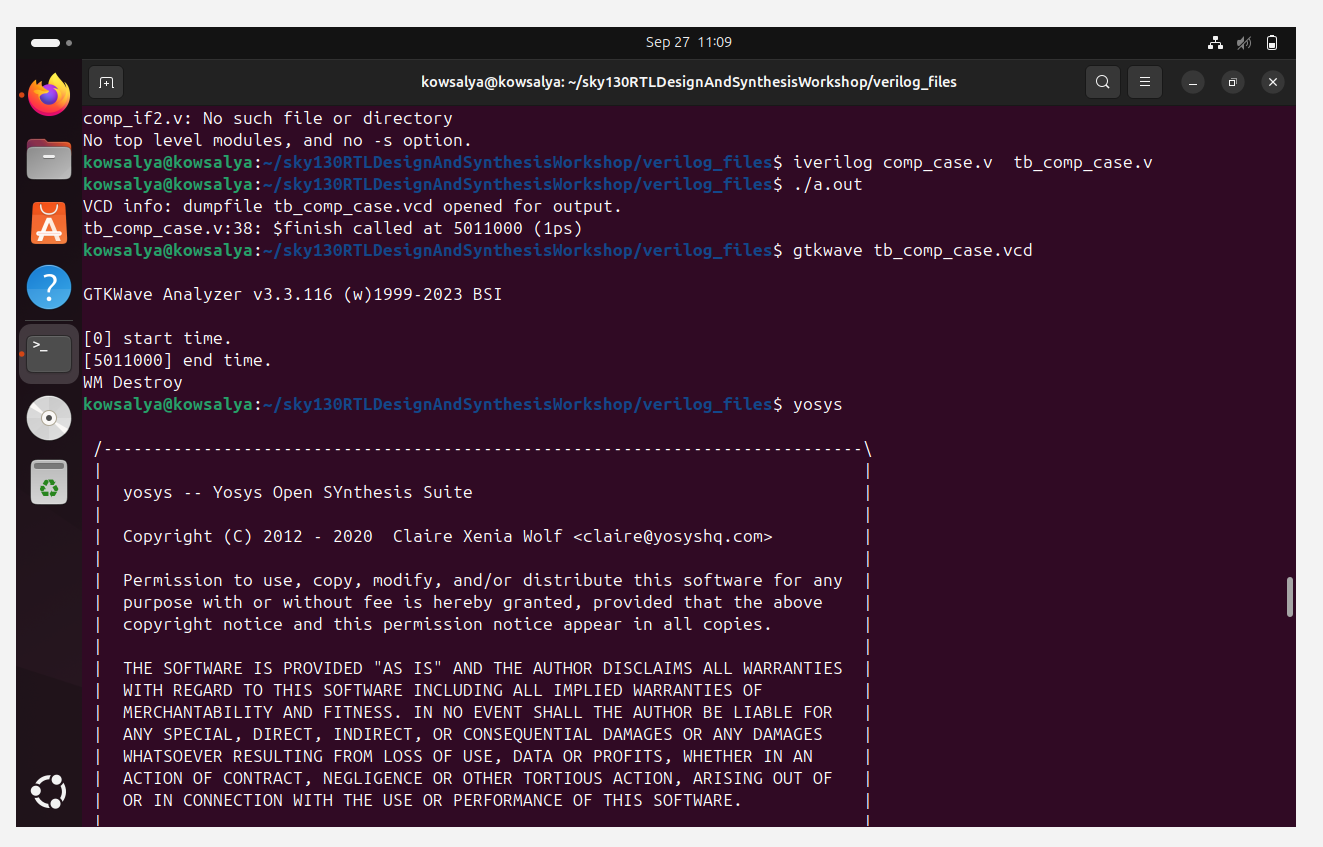 Sep 27 11:09
kowsalya@kowsalya: ~/sky130RTLDesignAndSynthesisWorkshop/verilog_files
comp_if2.v: No such file or directory
No top level modules, and no -s option.
kowsalya@kowsalya:~/sky130RTLDesignAndSynthesisWorkshop/verilog_files$ iverilog comp_case.v  tb_comp_case.v
kowsalya@kowsalya:~/sky130RTLDesignAndSynthesisWorkshop/verilog_files$ ./a.out
VCD info: dumpfile tb_comp_case.vcd opened for output.
tb_comp_case.v:38: $finish called at 5011000 (1ps)
kowsalya@kowsalya:~/sky130RTLDesignAndSynthesisWorkshop/verilog_files$ gtkwave tb_comp_case.vcd
GTKWave Analyzer v3.3.116 (w)1999-2023 BSI
[0] start time.
[5011000] end time.
WM Destroy
kowsalya@kowsalya:~/sky130RTLDesignAndSynthesisWorkshop/verilog_files$ yosys
/----------------------------------------------------------------------------\
|                                                                            |
|  yosys -- Yosys Open SYnthesis Suite                                       |
|                                                                            |
|  Copyright (C) 2012 - 2020  Claire Xenia Wolf <claire@yosyshq.com>         |
|                                                                            |
|  Permission to use, copy, modify, and/or distribute this software for any  |
|  purpose with or without fee is hereby granted, provided that the above    |
|  copyright notice and this permission notice appear in all copies.         |
|                                                                            |
|  THE SOFTWARE IS PROVIDED "AS IS" AND THE AUTHOR DISCLAIMS ALL WARRANTIES  |
|  WITH REGARD TO THIS SOFTWARE INCLUDING ALL IMPLIED WARRANTIES OF          |
|  MERCHANTABILITY AND FITNESS. IN NO EVENT SHALL THE AUTHOR BE LIABLE FOR   |
|  ANY SPECIAL, DIRECT, INDIRECT, OR CONSEQUENTIAL DAMAGES OR ANY DAMAGES    |
|  WHATSOEVER RESULTING FROM LOSS OF USE, DATA OR PROFITS, WHETHER IN AN     |
|  ACTION OF CONTRACT, NEGLIGENCE OR OTHER TORTIOUS ACTION, ARISING OUT OF   |
|  OR IN CONNECTION WITH THE USE OR PERFORMANCE OF THIS SOFTWARE.            |
|                                                                            |